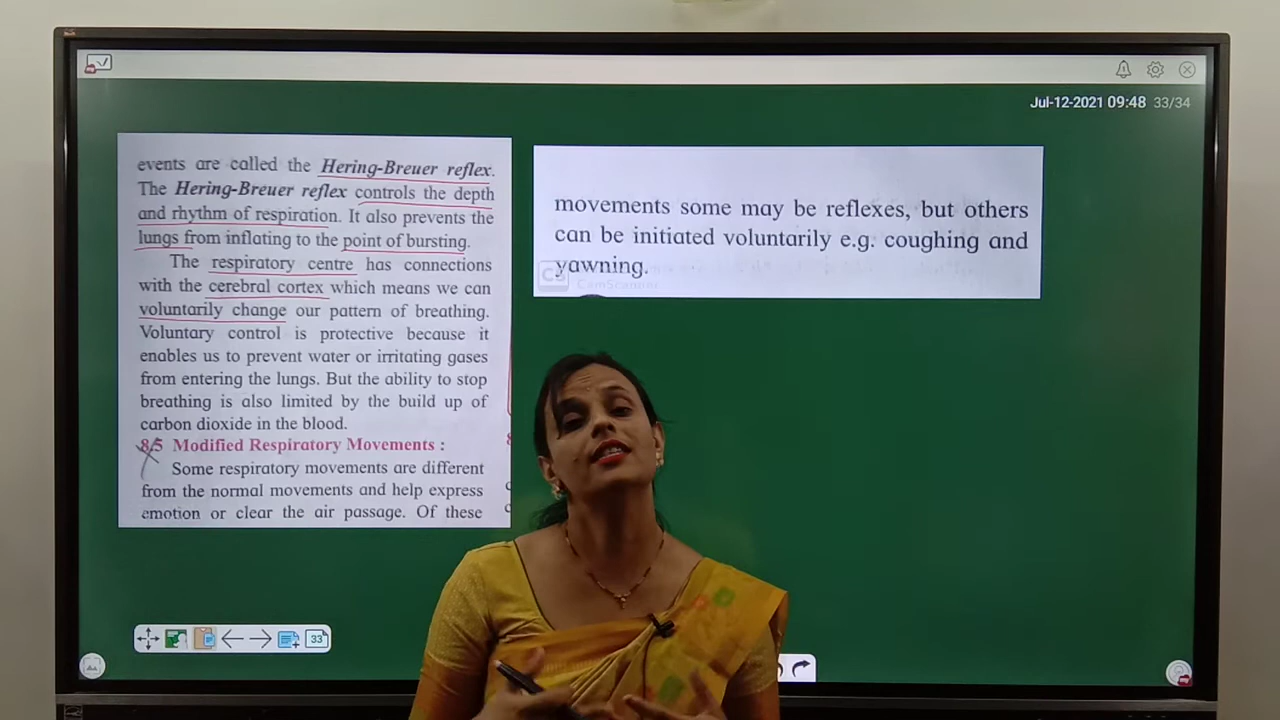 Jul-12-2021 09:48 33/34
events are called the Hering-Breuer reflex.
The Hering-Breuer reflex controls the depth
and rhythm of respiration. It also prevents the
lungs from inflating to the point of bursting.
The respiratory centre has connections
with the cerebral cortex which means we can
voluntarily change our pattern of breathing.
Voluntary control is protective because it
enables us to prevent water or irritating gases
from entering the lungs. But the ability to stop
breathing is also limited by the build up of
carbon dioxide in the blood.
8.5 Modified Respiratory Movements :
Some respiratory movements are different
from the normal movements and help express
emotion or clear the air passage. Of these
movements some may be reflexes, but others
can be initiated voluntarily e.g. coughing and
yawning.
CS CamScanner
33